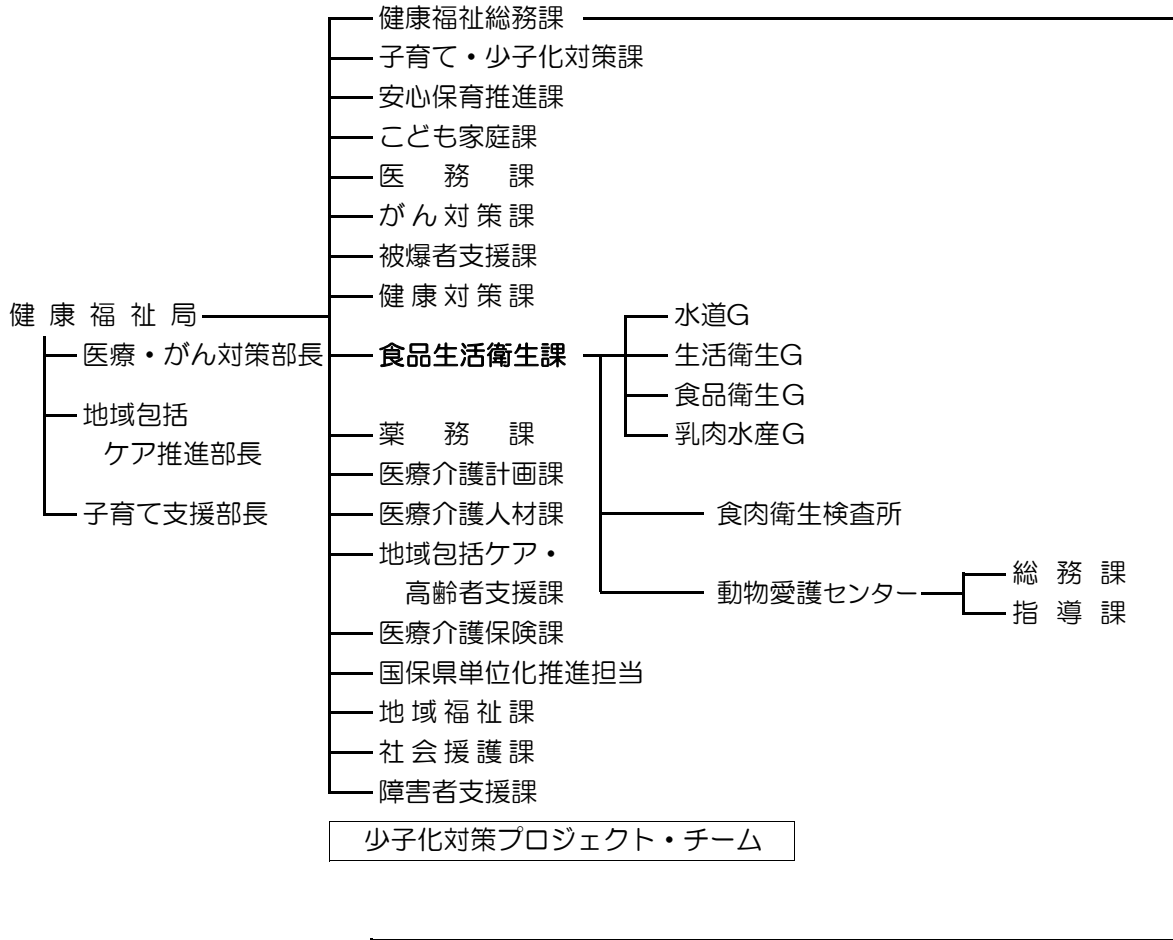 健康福祉総務課
子育て・少子化対策課
安心保育推進課
こども家庭課
医務課
がん対策課
被爆者支援課
健康対策課
健康福祉局
水道G
医療・がん対策部長
食品生活衛生課
生活衛生G
食品衛生G
地域包括
ケア推進部長
薬務課
乳肉水産G
医療介護計画課
子育て支援部長
医療介護人材課
食肉衛生検査所
地域包括ケア・
高齢者支援課
動物愛護センター
総務課
指導課
医療介護保険課
国保県単位化推進担当
地域福祉課
社会援護課
障害者支援課
少子化対策プロジェクト・チーム